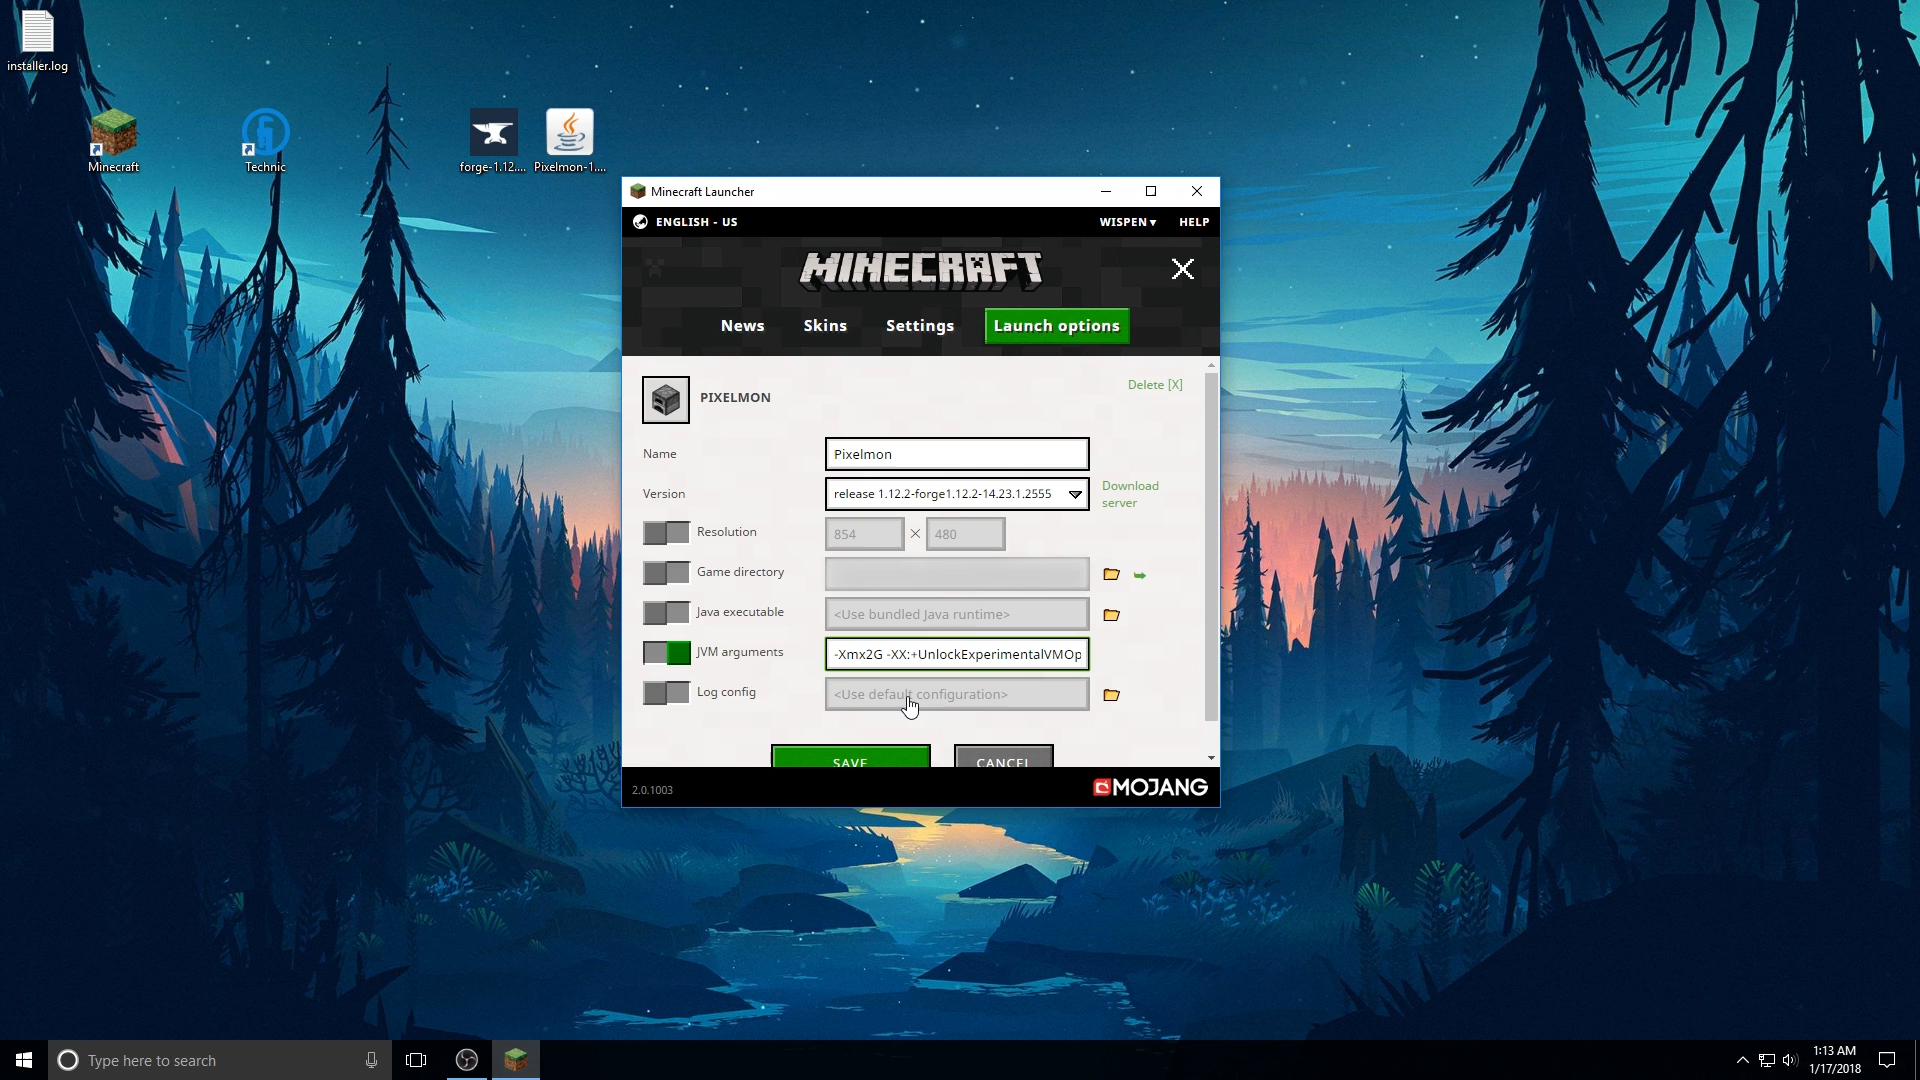 installer.log
Minecraft
Technic
forge-1.12....
Pixelmon-1....
Minecraft Launcher
ENGLISH - US
WISPEN▾
HELP
MINECRAFT
News
Skins
Settings
Launch options
PIXELMON
Delete [X]
Name
Pixelmon
Version
release 1.12.2-forge1.12.2-14.23.1.2555
Download
server
Resolution
854
×
480
Game directory
Java executable
<Use bundled Java runtime>
JVM arguments
-Xmx2G -XX:+UnlockExperimentalVMOp
Log config
<Use default configuration>
SAVE
CANCEL
2.0.1003
MOJANG
Type here to search
1:13 AM
1/17/2018